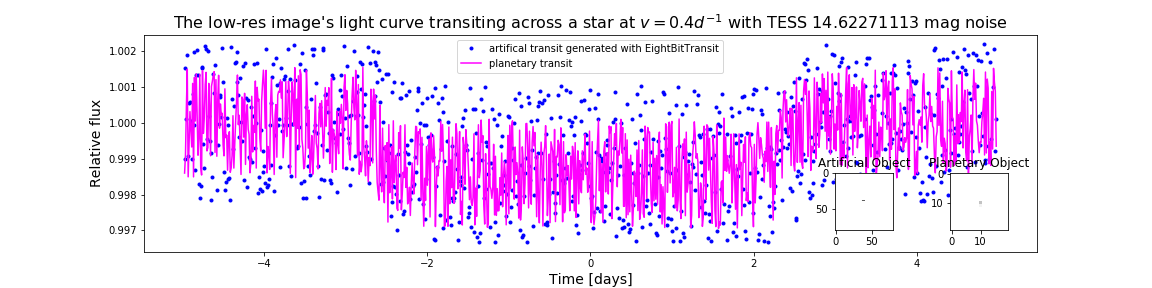 The low-res image's light curve transiting across a star at v = 0.4d⁻¹ with TESS 14.62271113 mag noise
artifical transit generated with EightBitTransit
planetary transit
Relative flux
1.002
1.001
1.000
0.999
0.998
0.997
Artificial Object
0
50
0 50
Planetary Object
0
10
0 10
−4 −2 0 2 4
Time [days]